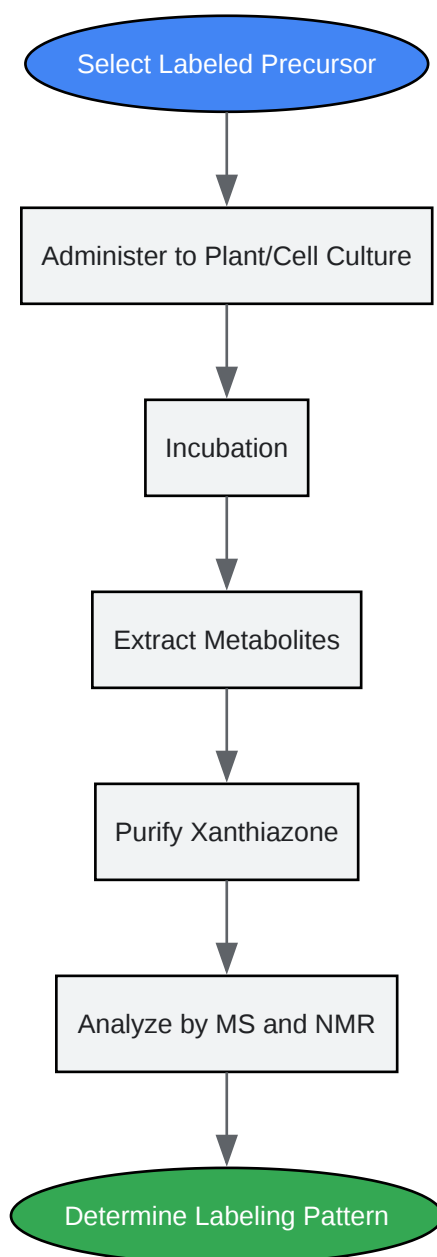 Select Labeled Precursor
Administer to Plant/Cell Culture
Incubation
Extract Metabolites
Purify Xanthiazone
Analyze by MS and NMR
Determine Labeling Pattern